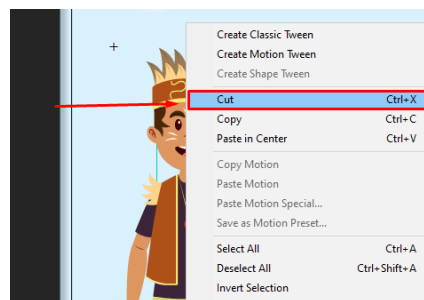 Create Classic Tween
Create Motion Tween
Create Shape Tween
Cut Ctrl+X
Copy Ctrl+C
Paste in Center Ctrl+V
Copy Motion
Paste Motion
Paste Motion Special...
Save as Motion Preset...
Select All Ctrl+A
Deselect All Ctrl+Shift+A
Invert Selection